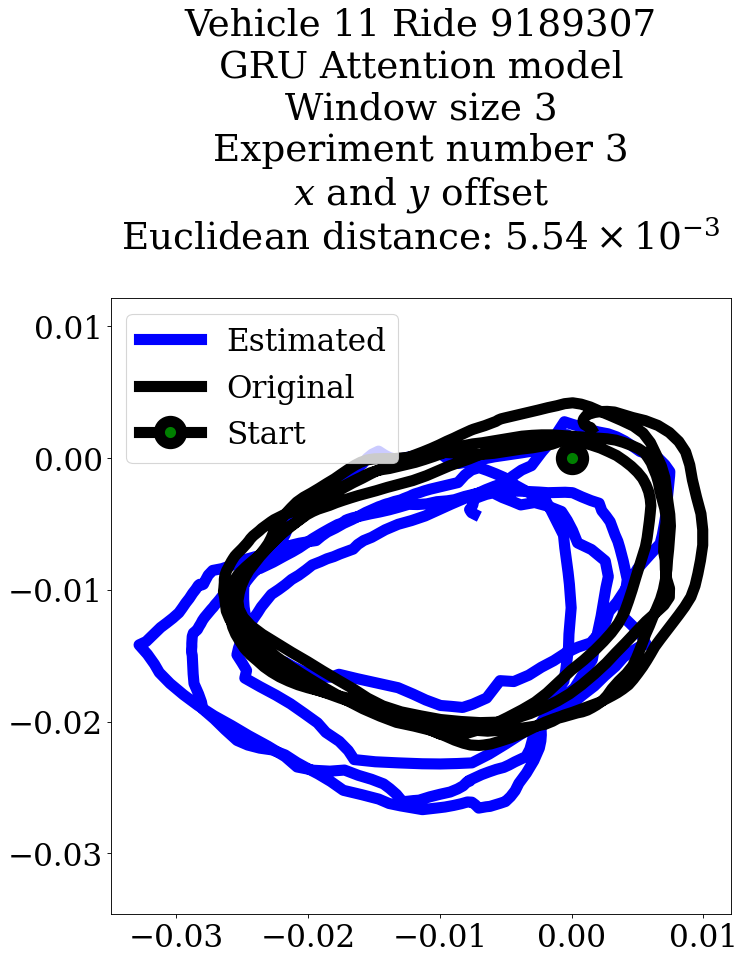 Vehicle 11 Ride 9189307
GRU Attention model
Window size 3
Experiment number 3
x and y offset
Euclidean distance: 5.54 × 10⁻³
Estimated
Original
Start
0.01
0.00
−0.01
−0.02
−0.03
−0.03 −0.02 −0.01 0.00 0.01